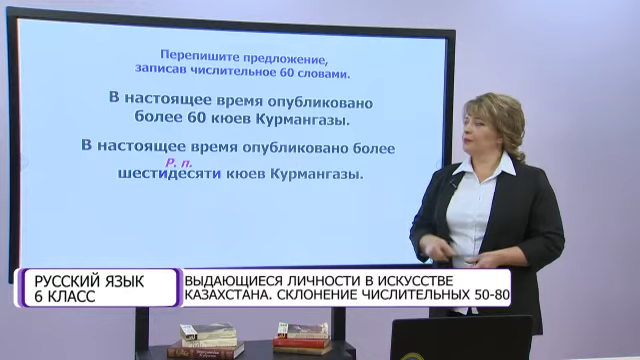 Перепишите предложение,
записав числительное 60 словами.
В настоящее время опубликовано
более 60 кюев Курмангазы.
В настоящее время опубликовано более
Р. п.
шестидесяти кюев Курмангазы.
РУССКИЙ ЯЗЫК
6 КЛАСС
ВЫДАЮЩИЕСЯ ЛИЧНОСТИ В ИСКУССТВЕ
КАЗАХСТАНА. СКЛОНЕНИЕ ЧИСЛИТЕЛЬНЫХ 50-80